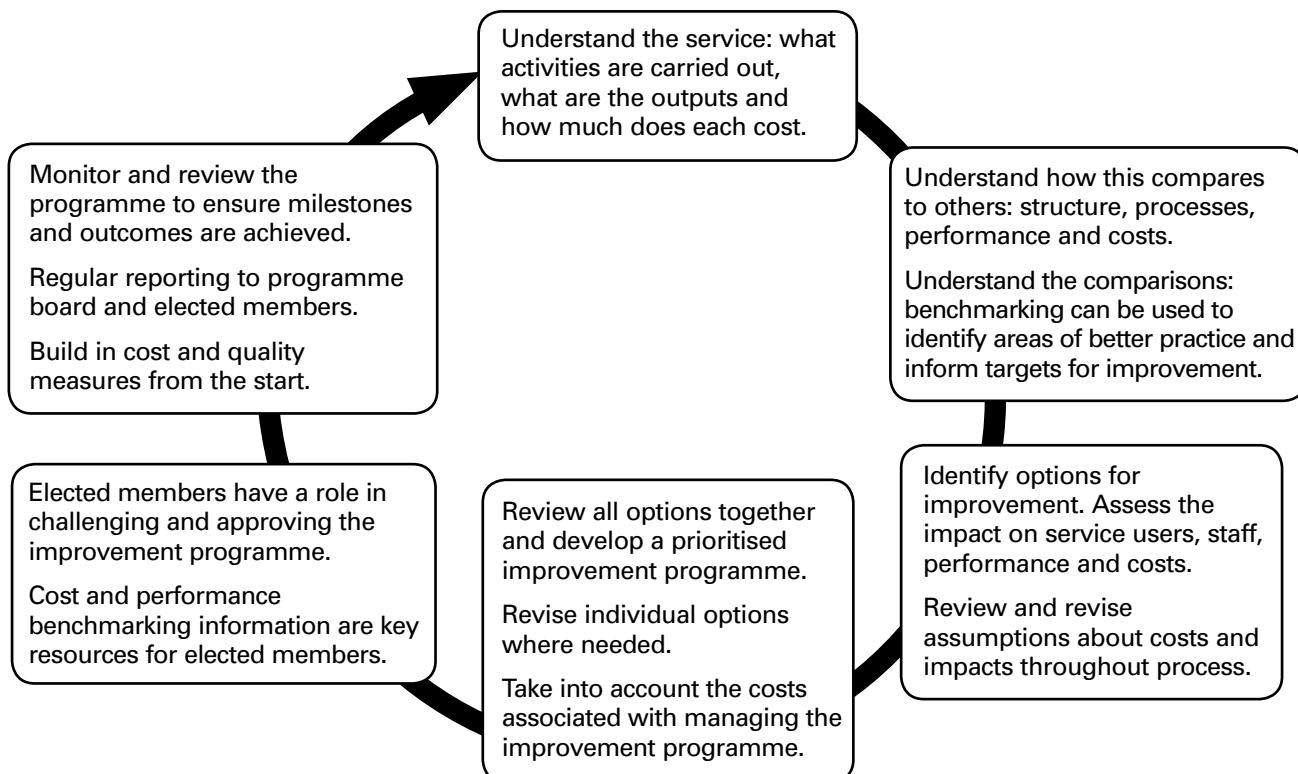 Understand the service: what
activities are carried out,
what are the outputs and
how much does each cost.
Understand how this compares
to others: structure, processes,
performance and costs.
Understand the comparisons:
benchmarking can be used to
identify areas of better practice and
inform targets for improvement.
Identify options for
improvement. Assess the
impact on service users, staff,
performance and costs.
Review and revise
assumptions about costs and
impacts throughout process.
Review all options together
and develop a prioritised
improvement programme.
Revise individual options
where needed.
Take into account the costs
associated with managing the
improvement programme.
Elected members have a role in
challenging and approving the
improvement programme.
Cost and performance
benchmarking information are key
resources for elected members.
Monitor and review the
programme to ensure milestones
and outcomes are achieved.
Regular reporting to programme
board and elected members.
Build in cost and quality
measures from the start.